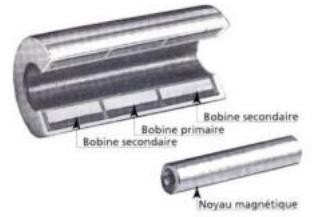 Bobine secondaire
Bobine primaire
Bobine secondaire
Noyau magnétique